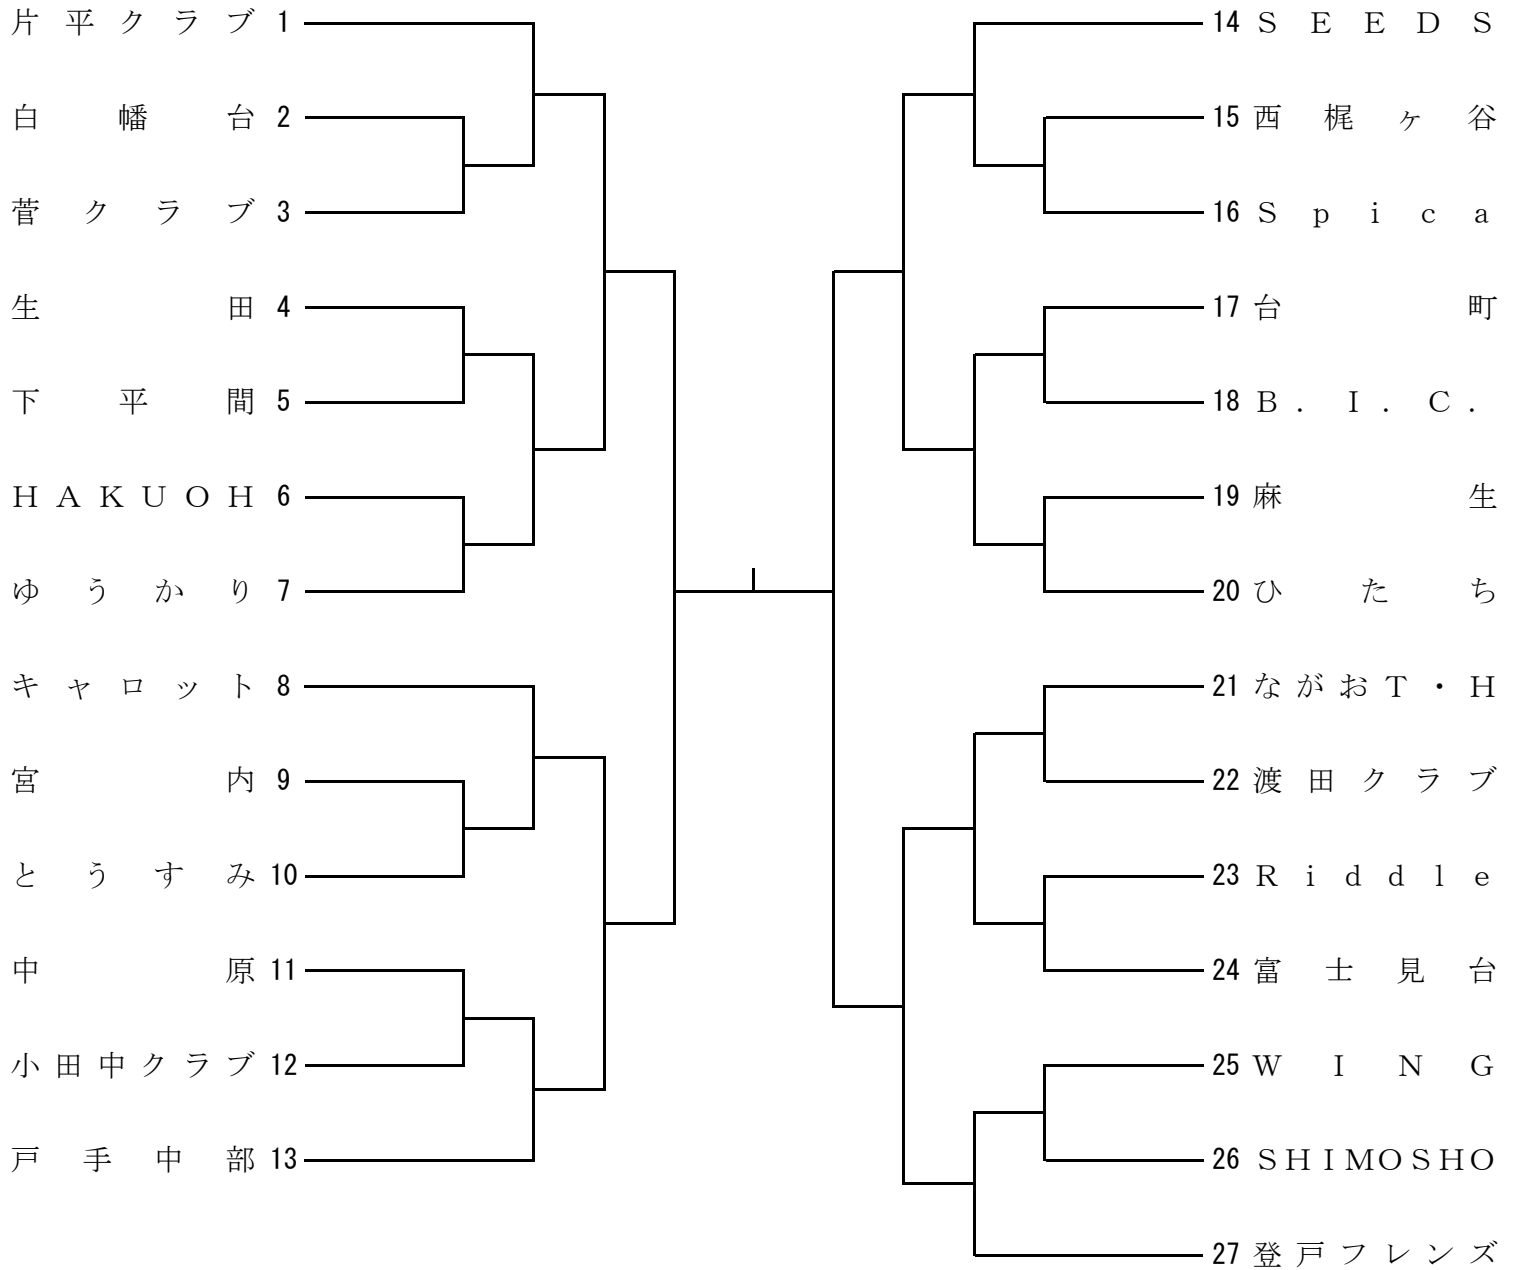 片平クラブ 1
白幡台 2
菅クラブ 3
生田 4
下平間 5
ＨＡＫＵＯＨ 6
ゆうかり 7
キャロット 8
宮内 9
とうすみ 10
中原 11
小田中クラブ 12
戸手中部 13
14 ＳＥＥＤＳ
15 西梶ヶ谷
16 Ｓｐｉｃａ
17 台町
18 Ｂ．Ｉ．Ｃ．
19 麻生
20 ひたち
21 ながおＴ・Ｈ
22 渡田クラブ
23 Ｒｉｄｄｌｅ
24 富士見台
25 ＷＩＮＧ
26 ＳＨＩＭＯＳＨＯ
27 登戸フレンズ